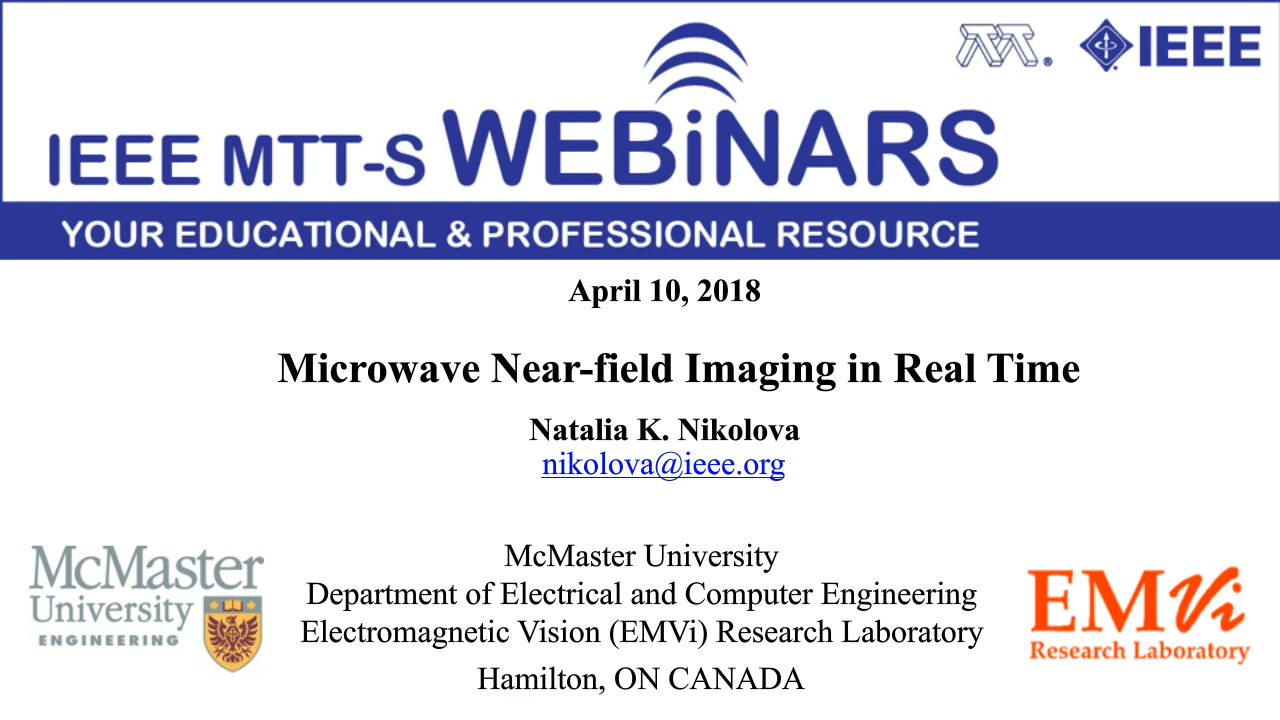 IEEE
IEEE MTT-S WEBiNARS
YOUR EDUCATIONAL & PROFESSIONAL RESOURCE
April 10, 2018
Microwave Near-field Imaging in Real Time
Natalia K. Nikolova
nikolova@ieee.org
McMaster
University
ENGINEERING
McMaster University
Department of Electrical and Computer Engineering
Electromagnetic Vision (EMVi) Research Laboratory
Hamilton, ON CANADA
EMVi
Research Laboratory